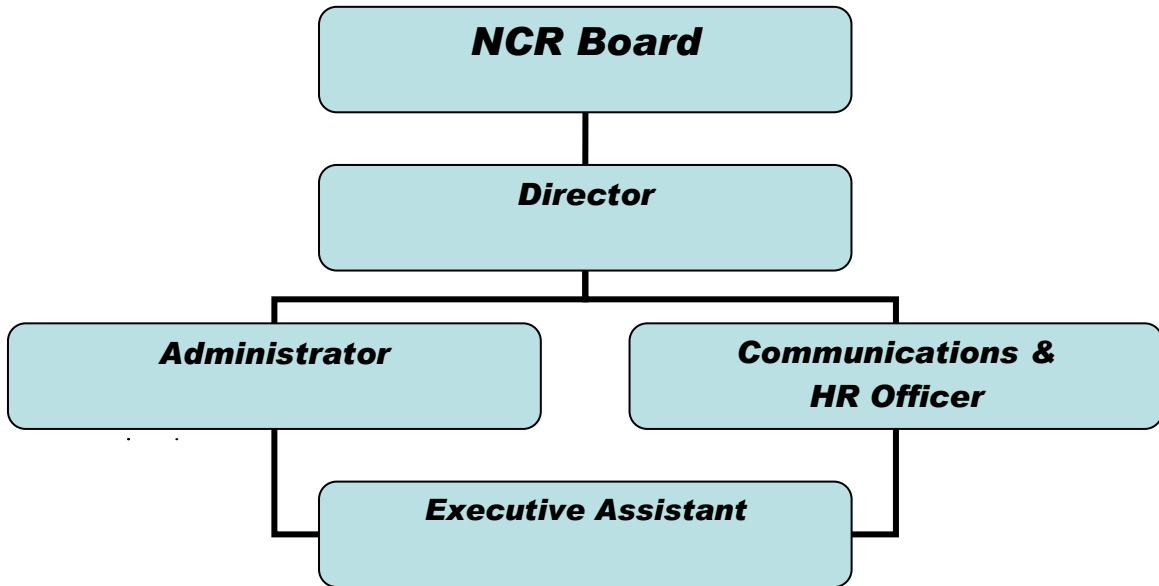 NCR Board
Director
Administrator
Communications &
HR Officer
Executive Assistant